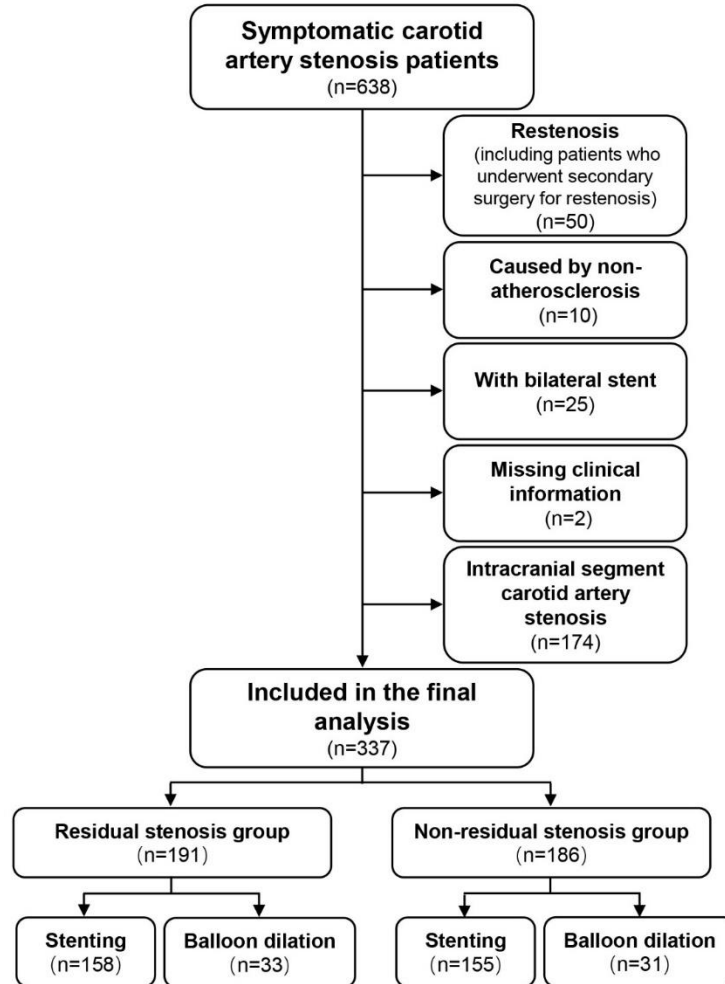 Symptomatic carotid
artery stenosis patients
(n=638)
Restenosis
(including patients who
underwent secondary
surgery for restenosis)
(n=50)
Caused by non-
atherosclerosis
(n=10)
With bilateral stent
(n=25)
Missing clinical
information
(n=2)
Intracranial segment
carotid artery
stenosis
(n=174)
Included in the final
analysis
(n=337)
Residual stenosis group
(n=191)
Non-residual stenosis group
(n=186)
Stenting
(n=158)
Balloon dilation
(n=33)
Stenting
(n=155)
Balloon dilation
(n=31)